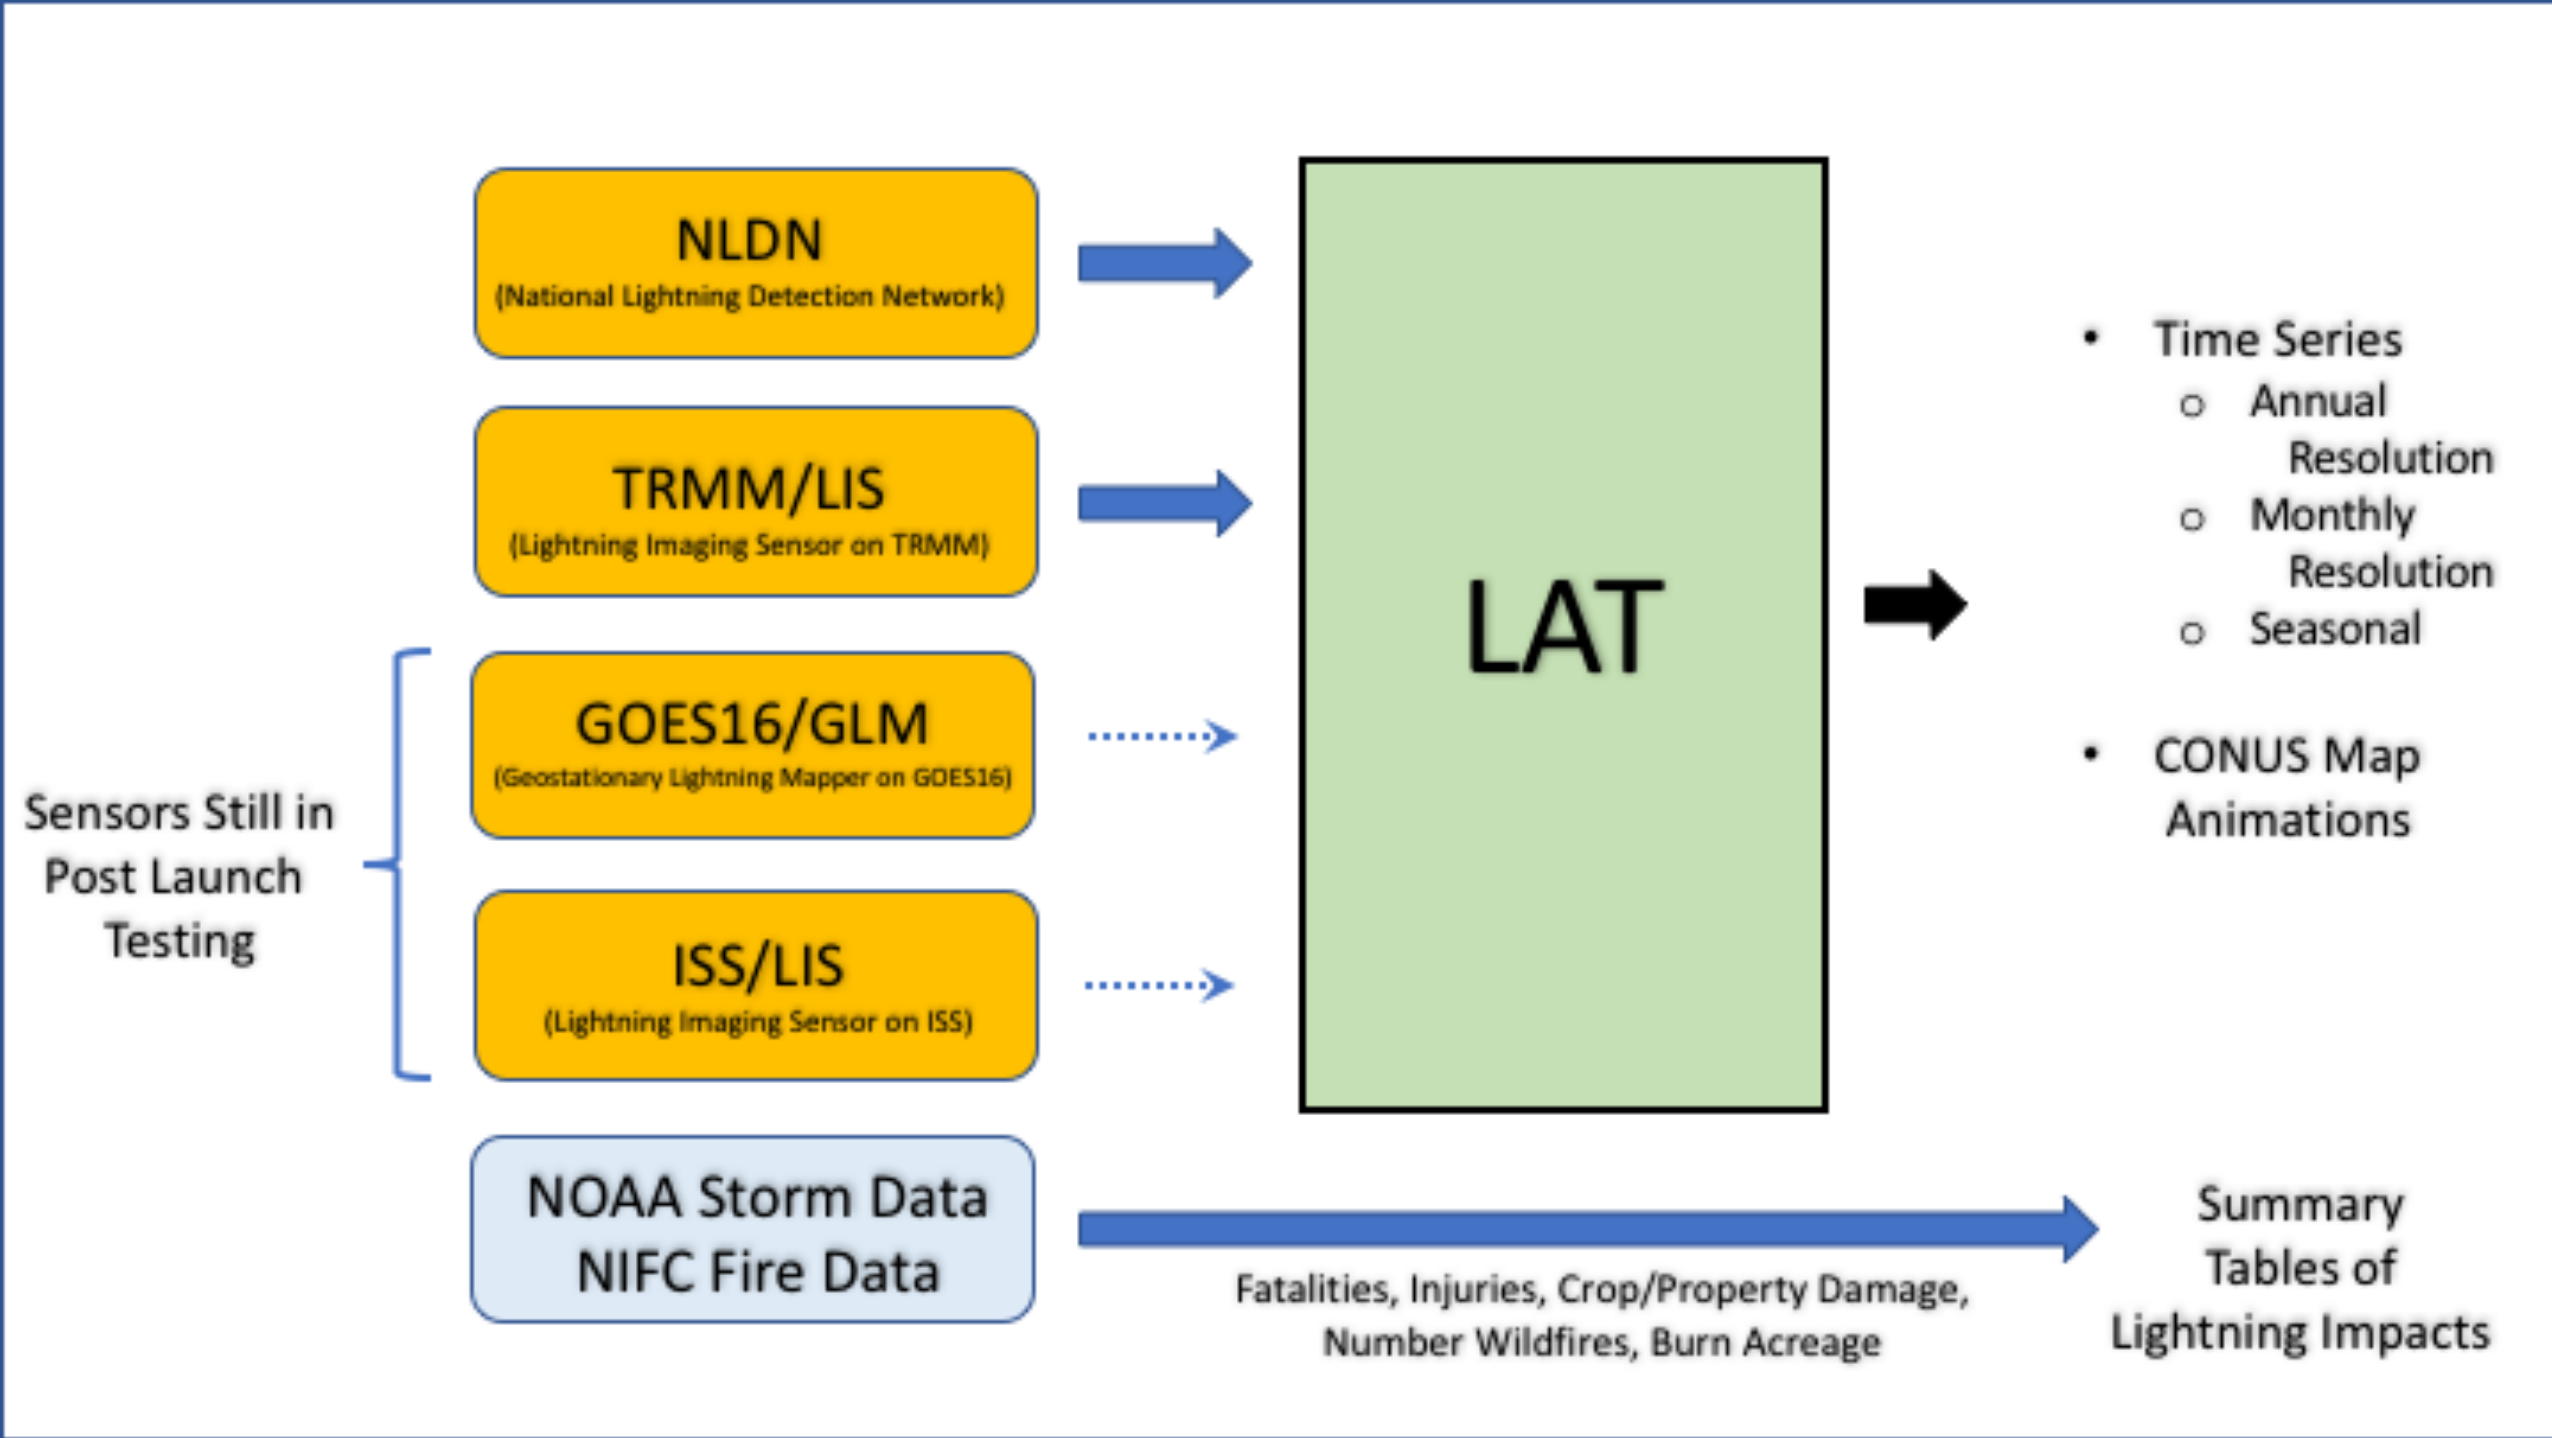 NLDN
(National Lightning Detection Network)
TRMM/LIS
(Lightning Imaging Sensor on TRMM)
GOES16/GLM
(Geostationary Lightning Mapper on GOES16)
ISS/LIS
(Lightning Imaging Sensor on ISS)
Sensors Still in
Post Launch
Testing
NOAA Storm Data
NIFC Fire Data
LAT
• Time Series
o Annual
Resolution
o Monthly
Resolution
o Seasonal
• CONUS Map
Animations
Fatalities, Injuries, Crop/Property Damage,
Number Wildfires, Burn Acreage
Summary
Tables of
Lightning Impacts